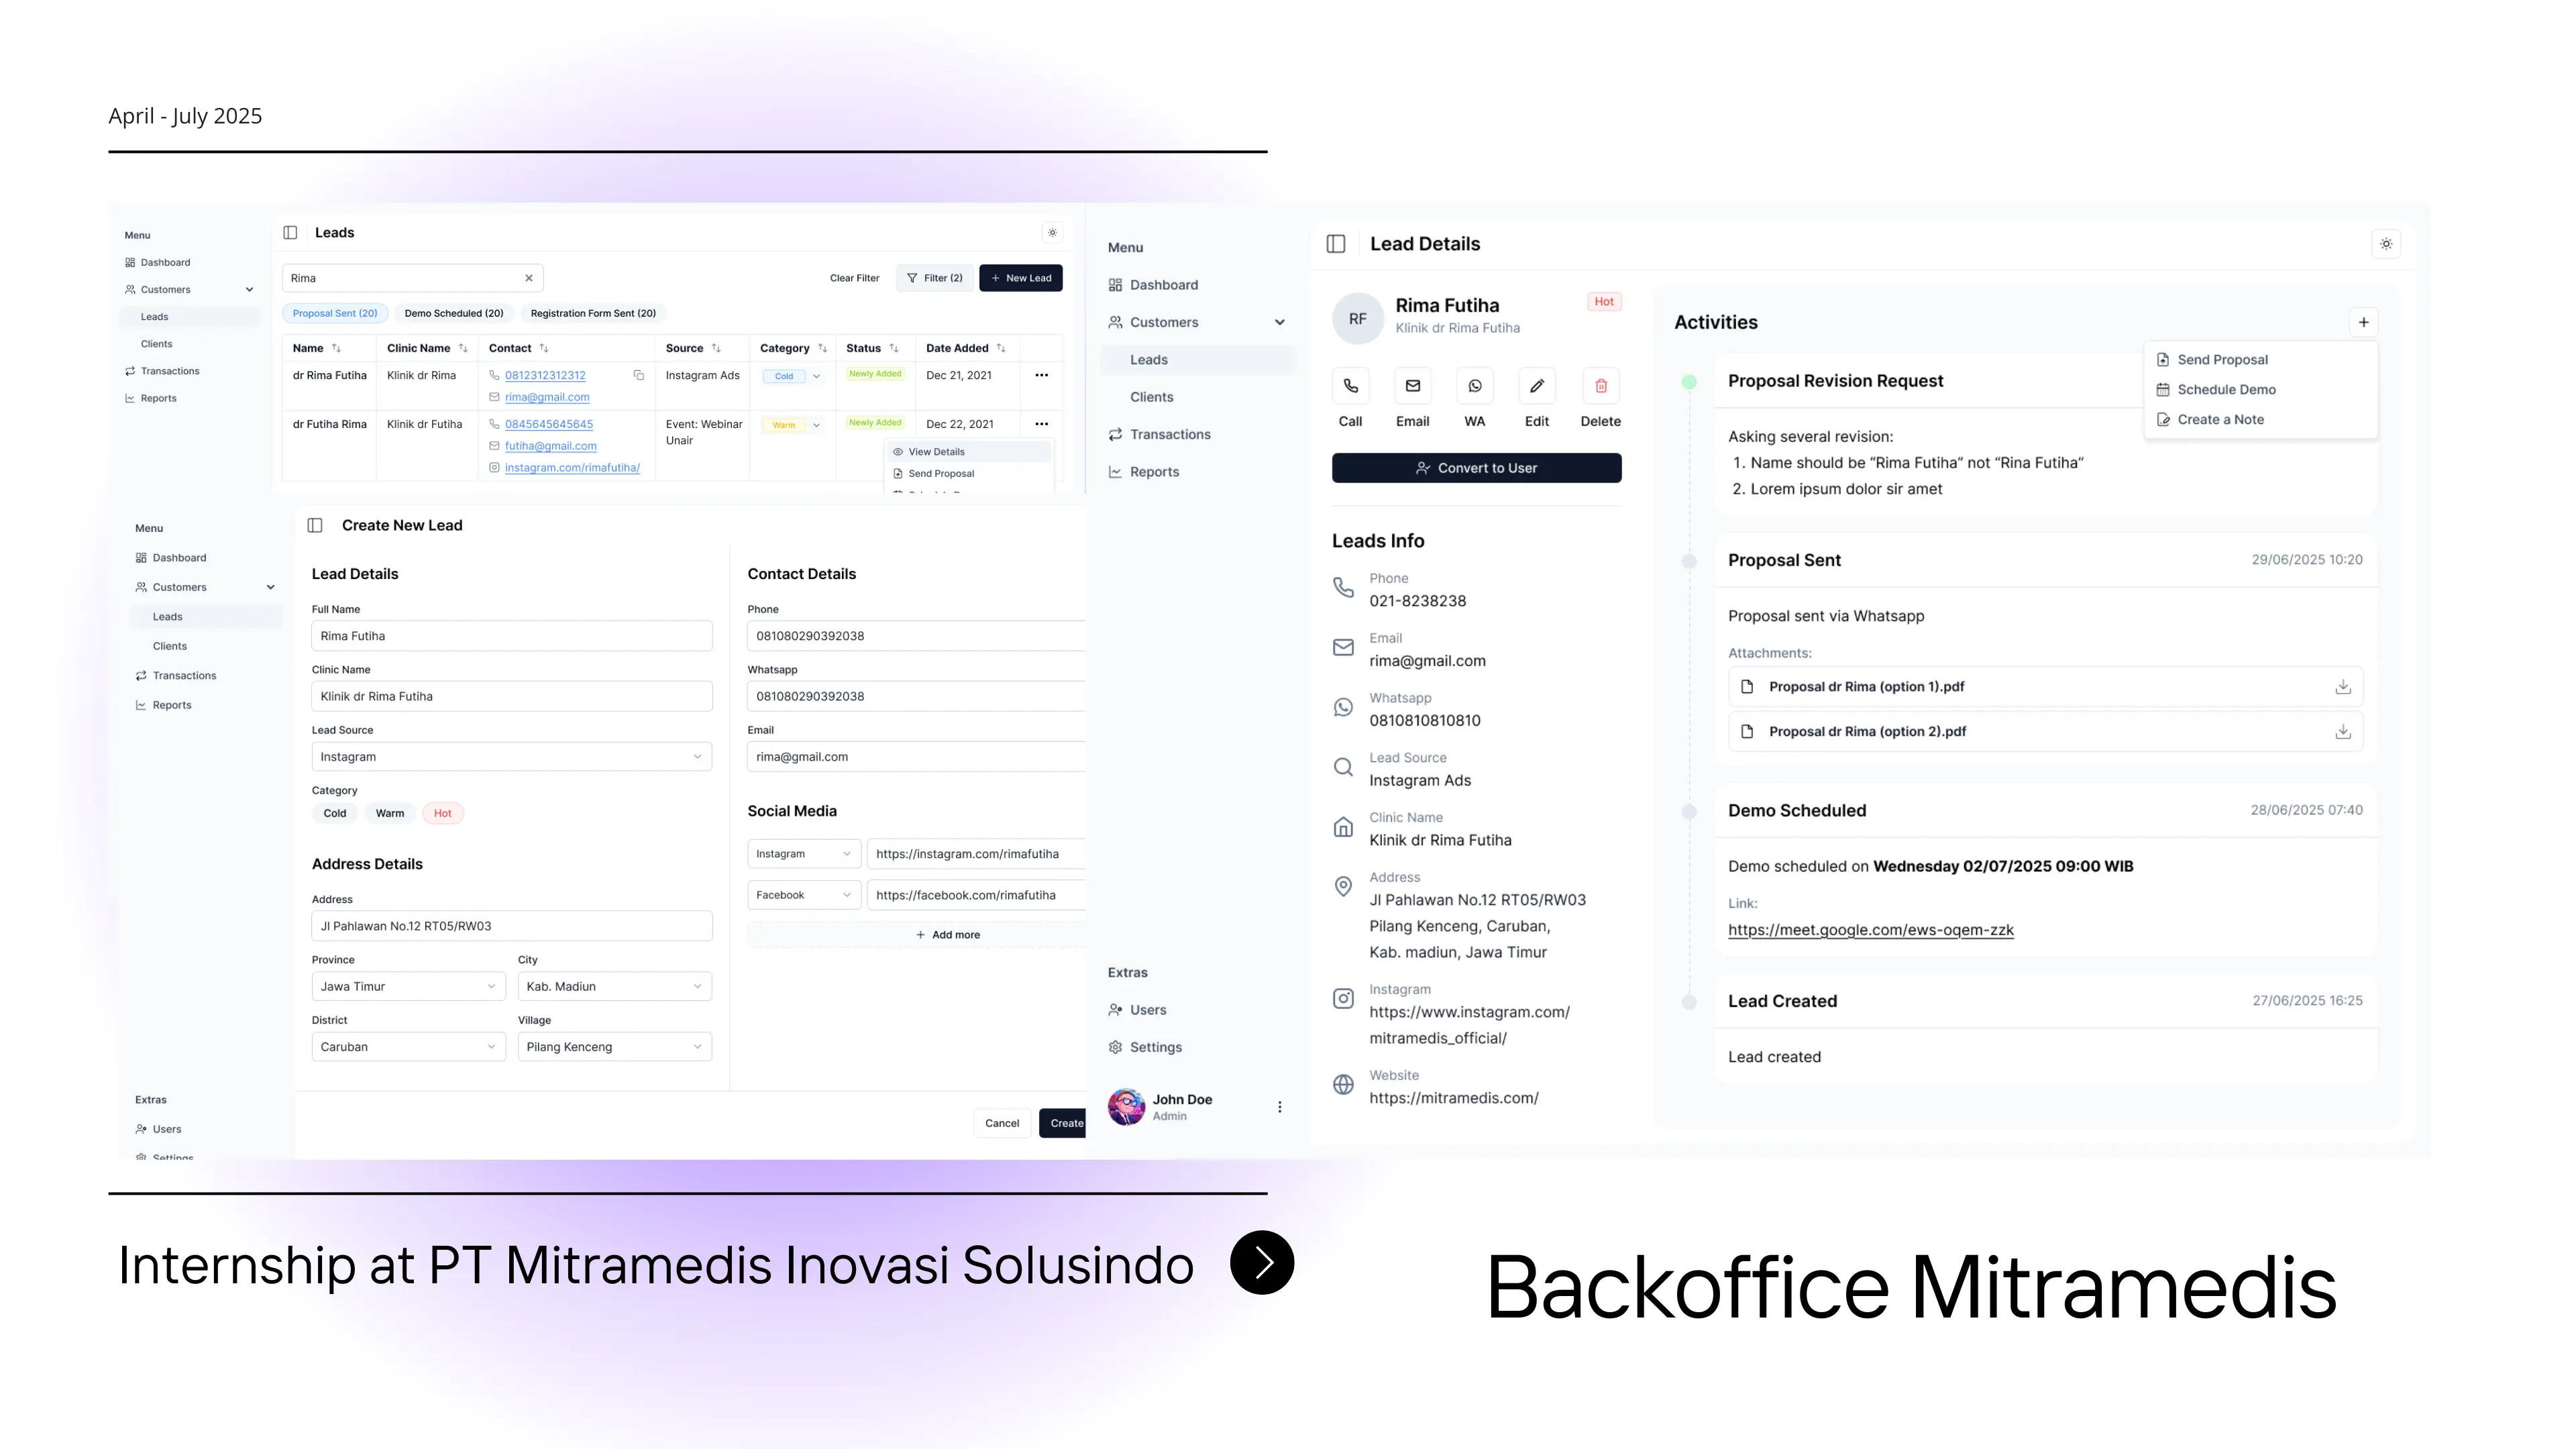 April - July 2025
Menu
Dashboard
Customers
Leads
Clients
Transactions
Reports
Leads
Rima
Clear Filter
Filter (2)
New Lead
Proposal Sent (20)
Demo Scheduled (20)
Registration Form Sent (20)
Name Clinic Name Contact Source Category Status Date Added
dr Rima Futiha Klinik dr Rima 0812312312312 Instagram Ads Cold Newly Added Dec 21, 2021
rima@gmail.com
dr Futiha Rima Klinik dr Futiha 0845645645645 Event: Webinar Warm Newly Added Dec 22, 2021
futiha@gmail.com Unair
instagram.com/rimafutiha/
View Details
Send Proposal
Menu
Dashboard
Customers
Leads
Clients
Transactions
Reports
Extras
Users
Settings
Create New Lead
Lead Details
Full Name
Rima Futiha
Clinic Name
Klinik dr Rima Futiha
Lead Source
Instagram
Category
Cold Warm Hot
Address Details
Address
Jl Pahlawan No.12 RT05/RW03
Province City
Jawa Timur Kab. Madiun
District Village
Caruban Pilang Kenceng
Contact Details
Phone
081080290392038
Whatsapp
081080290392038
Email
rima@gmail.com
Social Media
Instagram https://instagram.com/rimafutiha
Facebook https://facebook.com/rimafutiha
+ Add more
Cancel Create
Menu
Dashboard
Customers
Leads
Clients
Transactions
Reports
Extras
Users
Settings
John Doe
Admin
Lead Details
RF
Rima Futiha
Klinik dr Rima Futiha
Hot
Call Email WA Edit Delete
Convert to User
Leads Info
Phone
021-8238238
Email
rima@gmail.com
Whatsapp
0810810810810
Lead Source
Instagram Ads
Clinic Name
Klinik dr Rima Futiha
Address
Jl Pahlawan No.12 RT05/RW03
Pilang Kenceng, Caruban,
Kab. madiun, Jawa Timur
Instagram
https://www.instagram.com/
mitramedis_official/
Website
https://mitramedis.com/
Activities
Send Proposal
Schedule Demo
Create a Note
Proposal Revision Request
Asking several revision:
1. Name should be “Rima Futiha” not “Rina Futiha”
2. Lorem ipsum dolor sir amet
Proposal Sent 29/06/2025 10:20
Proposal sent via Whatsapp
Attachments:
Proposal dr Rima (option 1).pdf
Proposal dr Rima (option 2).pdf
Demo Scheduled 28/06/2025 07:40
Demo scheduled on Wednesday 02/07/2025 09:00 WIB
Link:
https://meet.google.com/ews-oqem-zzk
Lead Created 27/06/2025 16:25
Lead created
Internship at PT Mitramedis Inovasi Solusindo
Backoffice Mitramedis